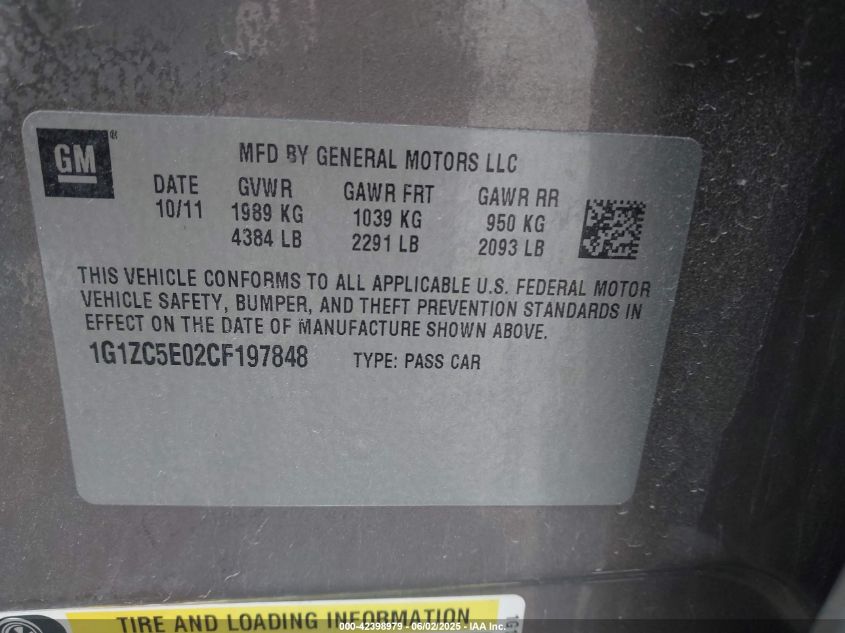 GM®
MFD BY GENERAL MOTORS LLC
DATE GVWR GAWR FRT GAWR RR
10/11 1989 KG 1039 KG 950 KG
4384 LB 2291 LB 2093 LB
THIS VEHICLE CONFORMS TO ALL APPLICABLE U.S. FEDERAL MOTOR
VEHICLE SAFETY, BUMPER, AND THEFT PREVENTION STANDARDS IN
EFFECT ON THE DATE OF MANUFACTURE SHOWN ABOVE.
1G1ZC5E02CF197848 TYPE: PASS CAR
TIRE AND LOADING INFORMATION
000-42398979 / 06/02/2025 - IAA Inc.